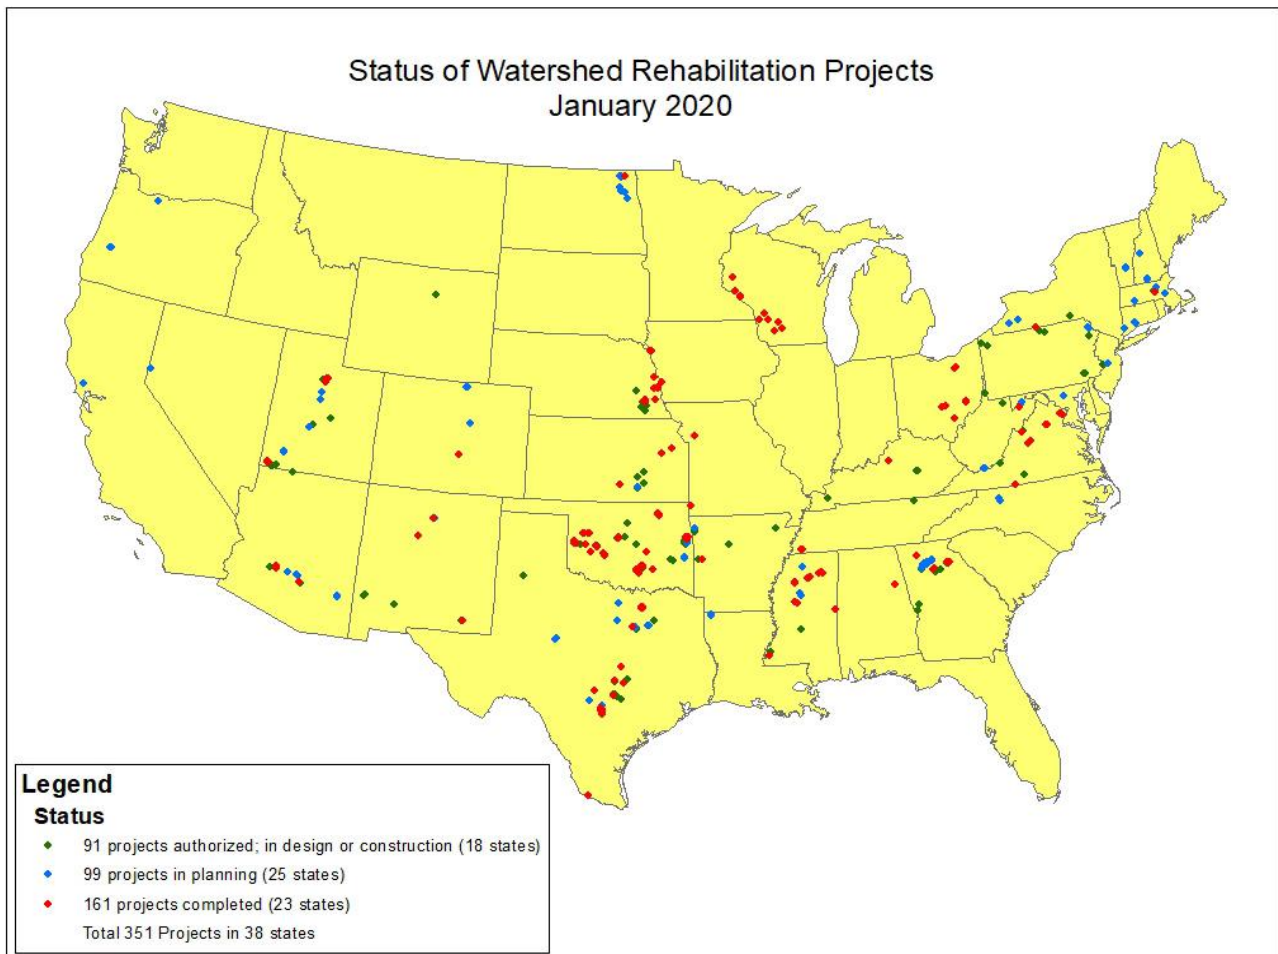 Status of Watershed Rehabilitation Projects
January 2020
Legend
Status
91 projects authorized; in design or construction (18 states)
99 projects in planning (25 states)
161 projects completed (23 states)
Total 351 Projects in 38 states